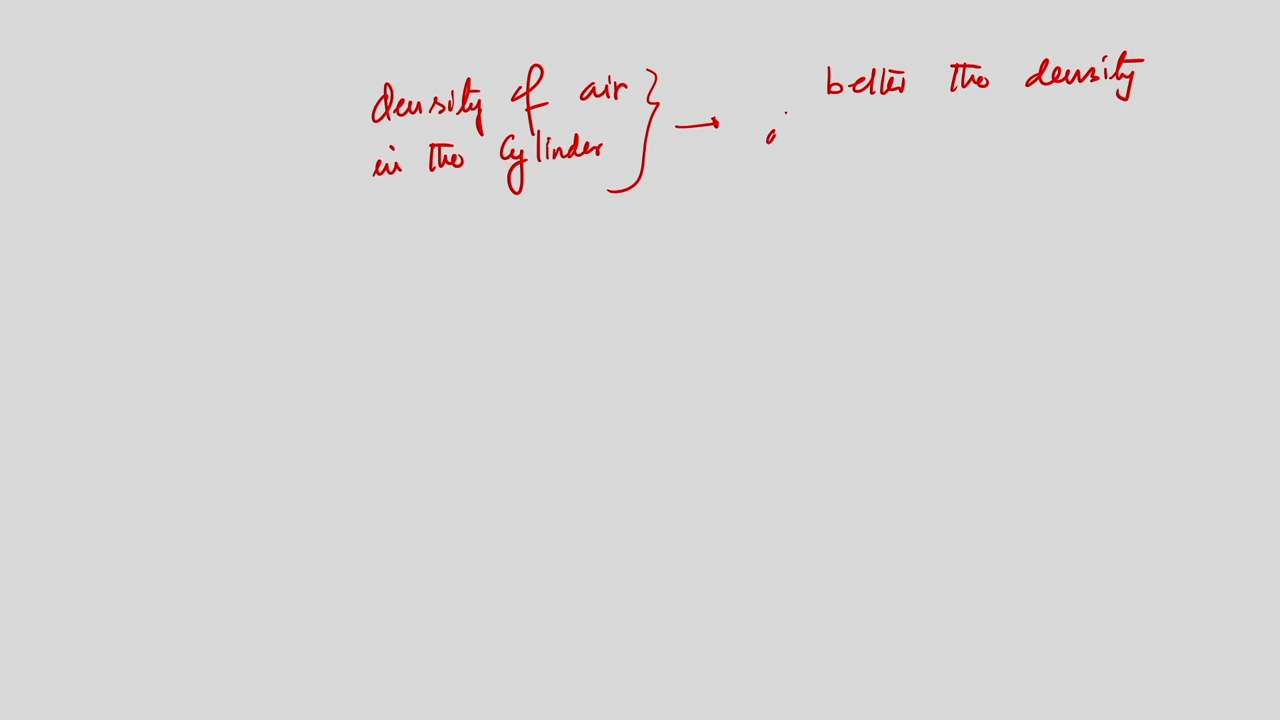 density of air
in the Cylinder
better the density